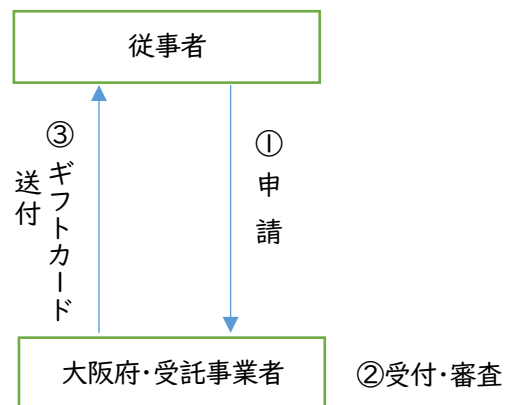 従事者
③ギフトカード
送付
①申請
大阪府・受託事業者
②受付・審査